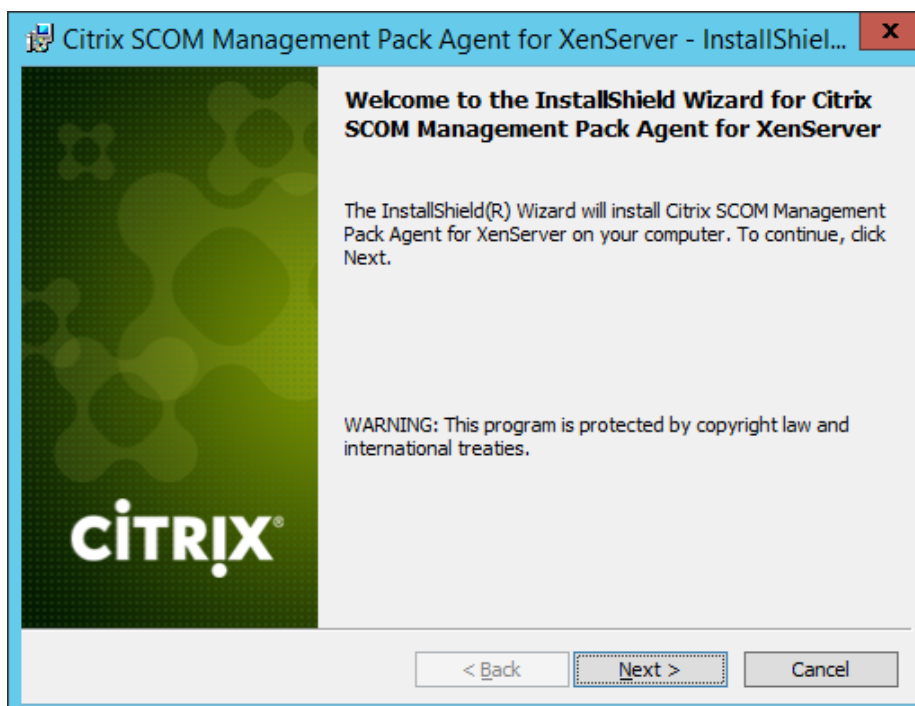 Citrix SCOM Management Pack Agent for XenServer - InstallShiel...
x
Welcome to the InstallShield Wizard for Citrix
SCOM Management Pack Agent for XenServer
The InstallShield(R) Wizard will install Citrix SCOM Management
Pack Agent for XenServer on your computer. To continue, click
Next.
WARNING: This program is protected by copyright law and
international treaties.
CİTRIX®
< Back
Next >
Cancel